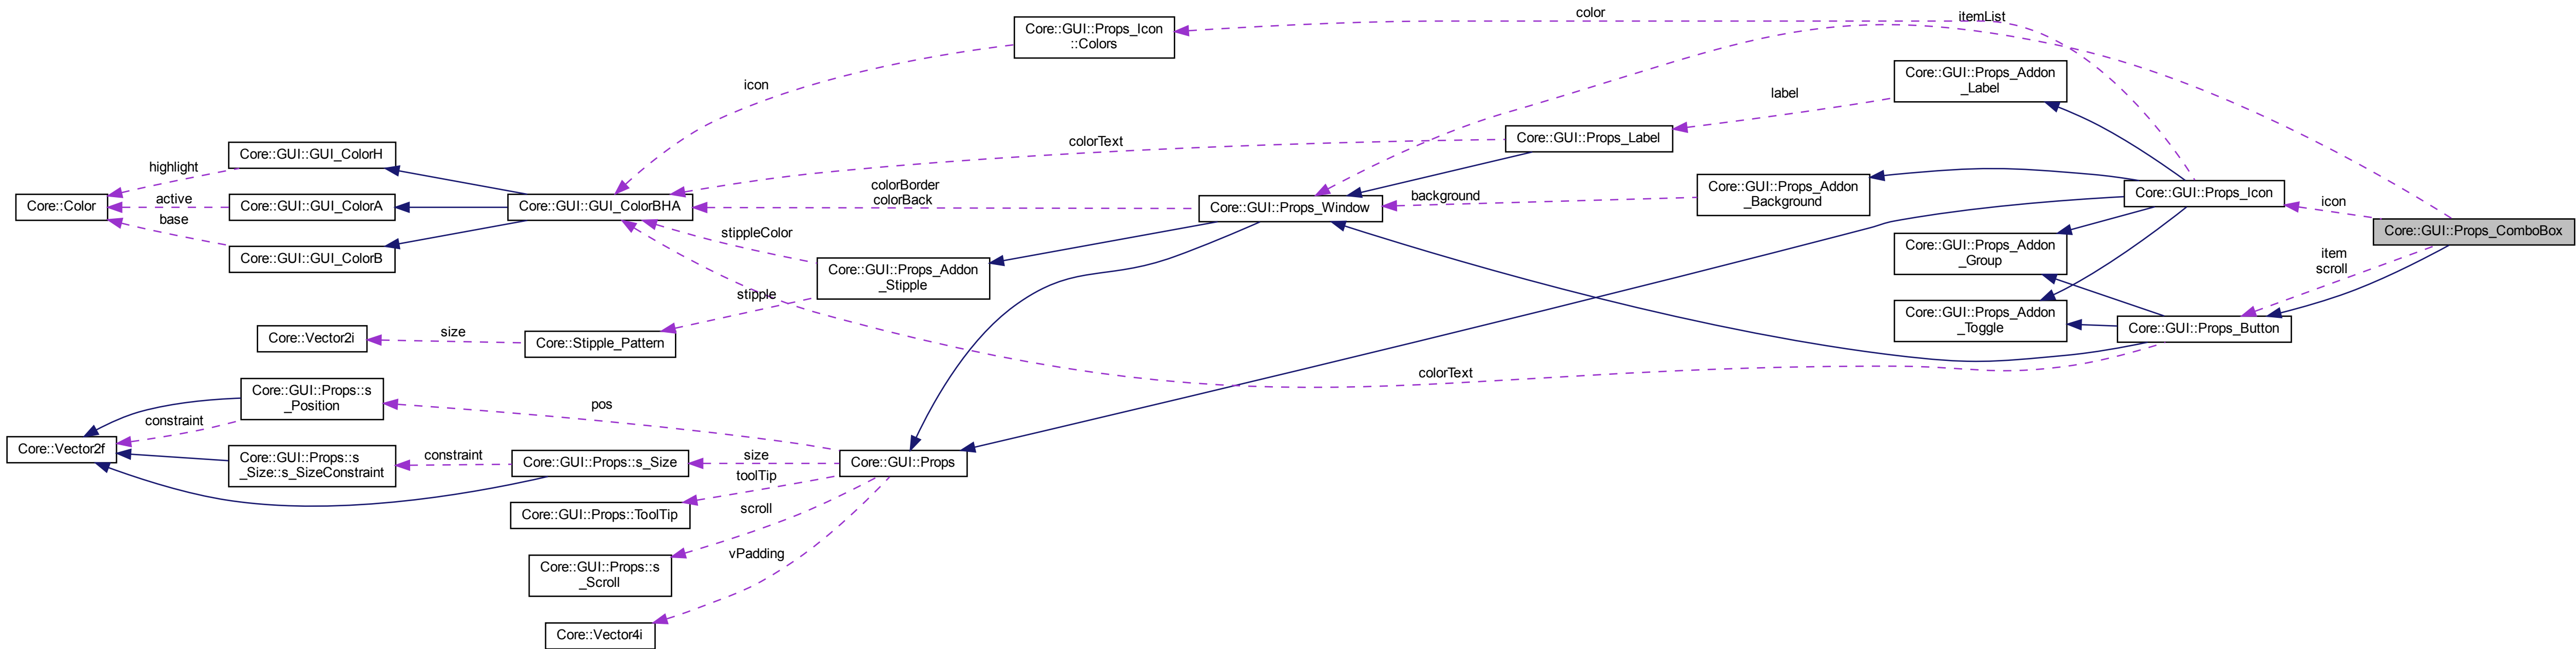 color
itemList
Core::GUI::Props_Icon
::Colors
icon
Core::GUI::Props_Addon
_Label
label
Core::GUI::Props_Label
colorText
Core::GUI::GUI_ColorH
highlight
Core::Color
active
Core::GUI::GUI_ColorA
base
Core::GUI::GUI_ColorB
Core::GUI::GUI_ColorBHA
colorBorder
colorBack
Core::GUI::Props_Window
background
Core::GUI::Props_Addon
_Background
Core::GUI::Props_Icon
icon
Core::GUI::Props_ComboBox
stippleColor
Core::GUI::Props_Addon
_Stipple
stipple
Core::GUI::Props_Addon
_Group
item
scroll
Core::GUI::Props_Addon
_Toggle
Core::GUI::Props_Button
Core::Vector2i
size
Core::Stipple_Pattern
colorText
Core::GUI::Props::s
_Position
pos
constraint
Core::Vector2f
Core::GUI::Props::s
_Size::s_SizeConstraint
constraint
Core::GUI::Props::s_Size
size
Core::GUI::Props
toolTip
Core::GUI::Props::ToolTip
scroll
Core::GUI::Props::s
_Scroll
vPadding
Core::Vector4i